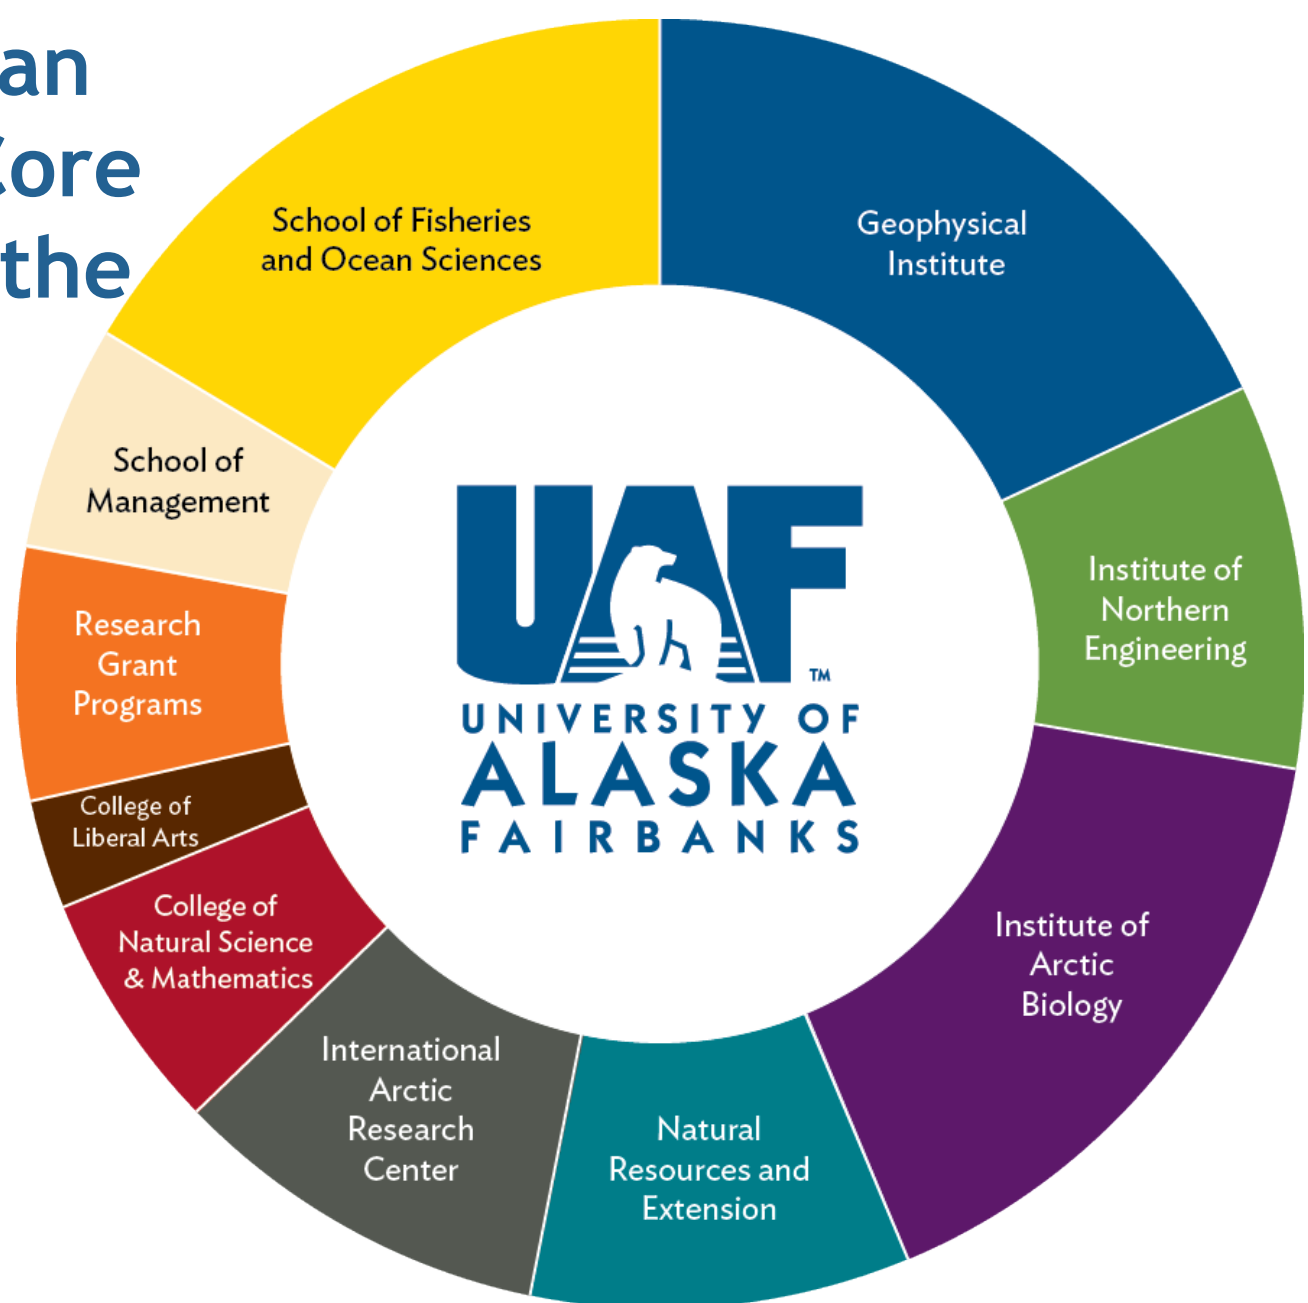 an
Core
the
School of Fisheries
and Ocean Sciences
Geophysical
Institute
School of
Management
Institute of
Northern
Engineering
Research
Grant
Programs
College of
Liberal Arts
College of
Natural Science
& Mathematics
Institute of
Arctic
Biology
International
Arctic
Research
Center
Natural
Resources and
Extension
UAF
TM
UNIVERSITY OF
ALASKA
FAIRBANKS